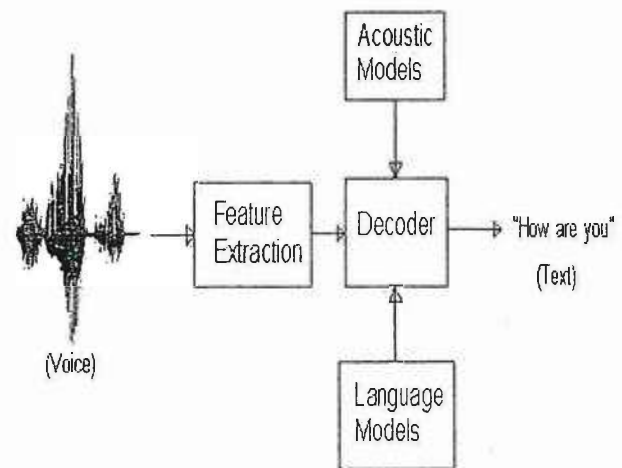 Acoustic
Models
Feature
Extraction
Decoder
"How are you"
(Text)
(Voice)
Language
Models